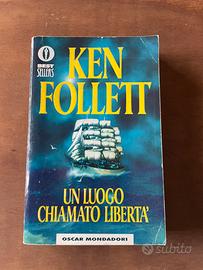 BEST
SELLERS
KEN
FOLLETT
UN LUOGO
CHIAMATO LIBERTA'
OSCAR MONDADORI
subito